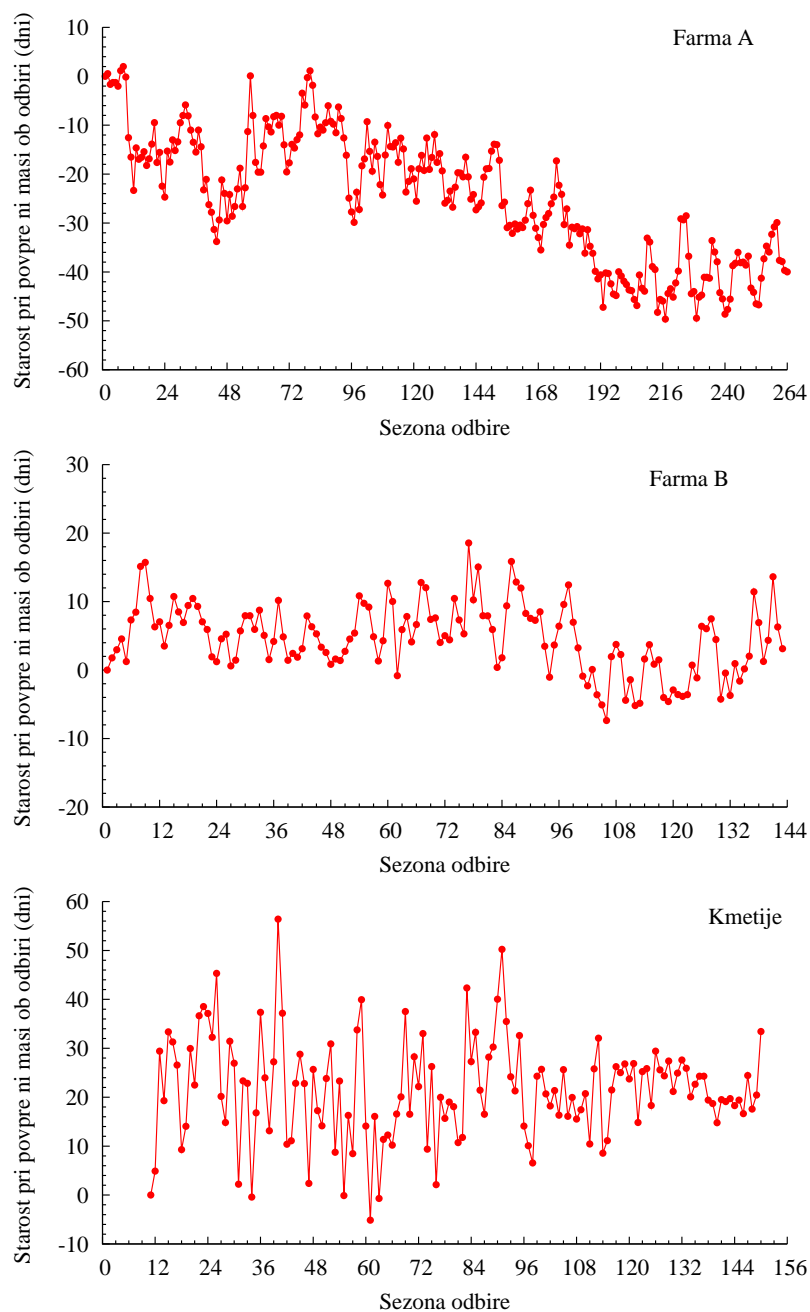 Farma A
Starost pri povpre ni masi ob odbiri (dni)
10
0
-10
-20
-30
-40
-50
-60
0 24 48 72 96 120 144 168 192 216 240 264
Sezona odbire
Farma B
Starost pri povpre ni masi ob odbiri (dni)
30
20
10
0
-10
-20
0 12 24 36 48 60 72 84 96 108 120 132 144
Sezona odbire
Kmetije
Starost pri povpre ni masi ob odbiri (dni)
60
50
40
30
20
10
0
-10
0 12 24 36 48 60 72 84 96 108 120 132 144 156
Sezona odbire